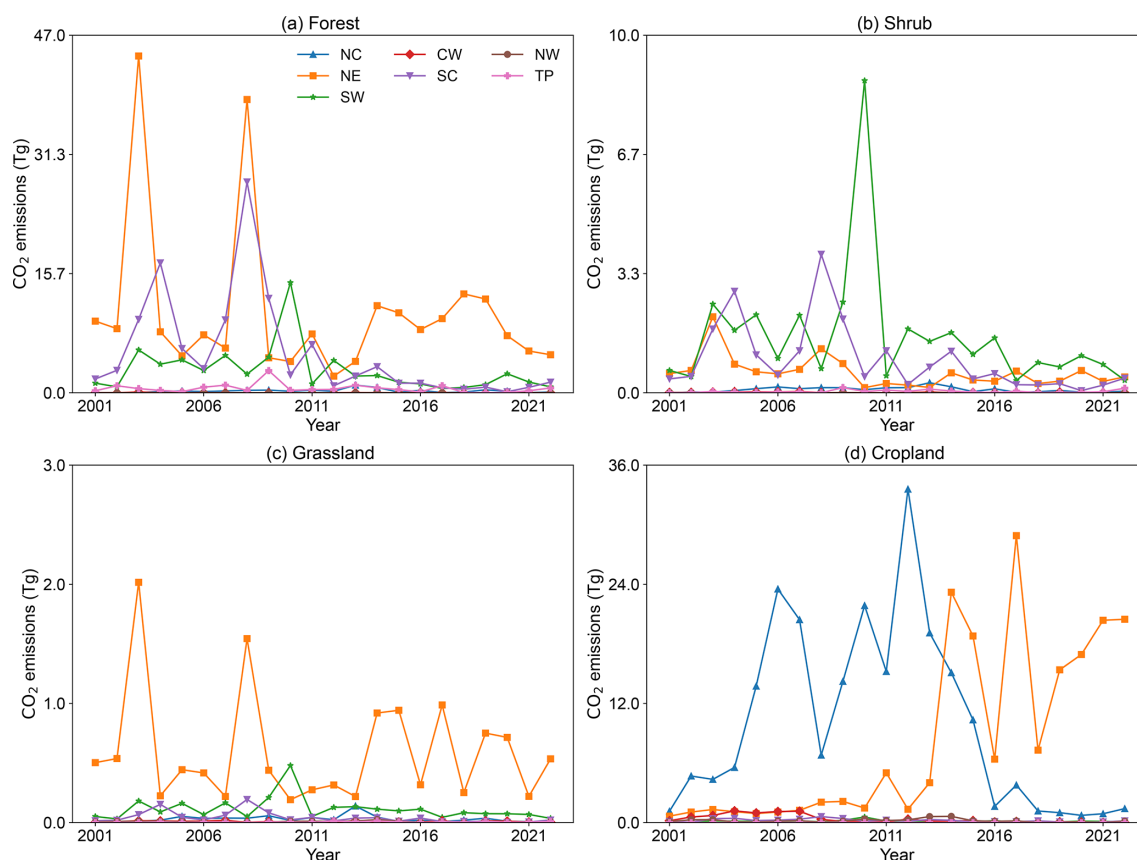 (a) Forest
47.0
31.3
15.7
0.0
CO₂ emissions (Tg)
NC
NE
SW
CW
SC
NW
TP
2001 2006 2011 2016 2021
Year
(b) Shrub
10.0
6.7
3.3
0.0
CO₂ emissions (Tg)
2001 2006 2011 2016 2021
Year
(c) Grassland
3.0
2.0
1.0
0.0
CO₂ emissions (Tg)
2001 2006 2011 2016 2021
Year
(d) Cropland
36.0
24.0
12.0
0.0
CO₂ emissions (Tg)
2001 2006 2011 2016 2021
Year